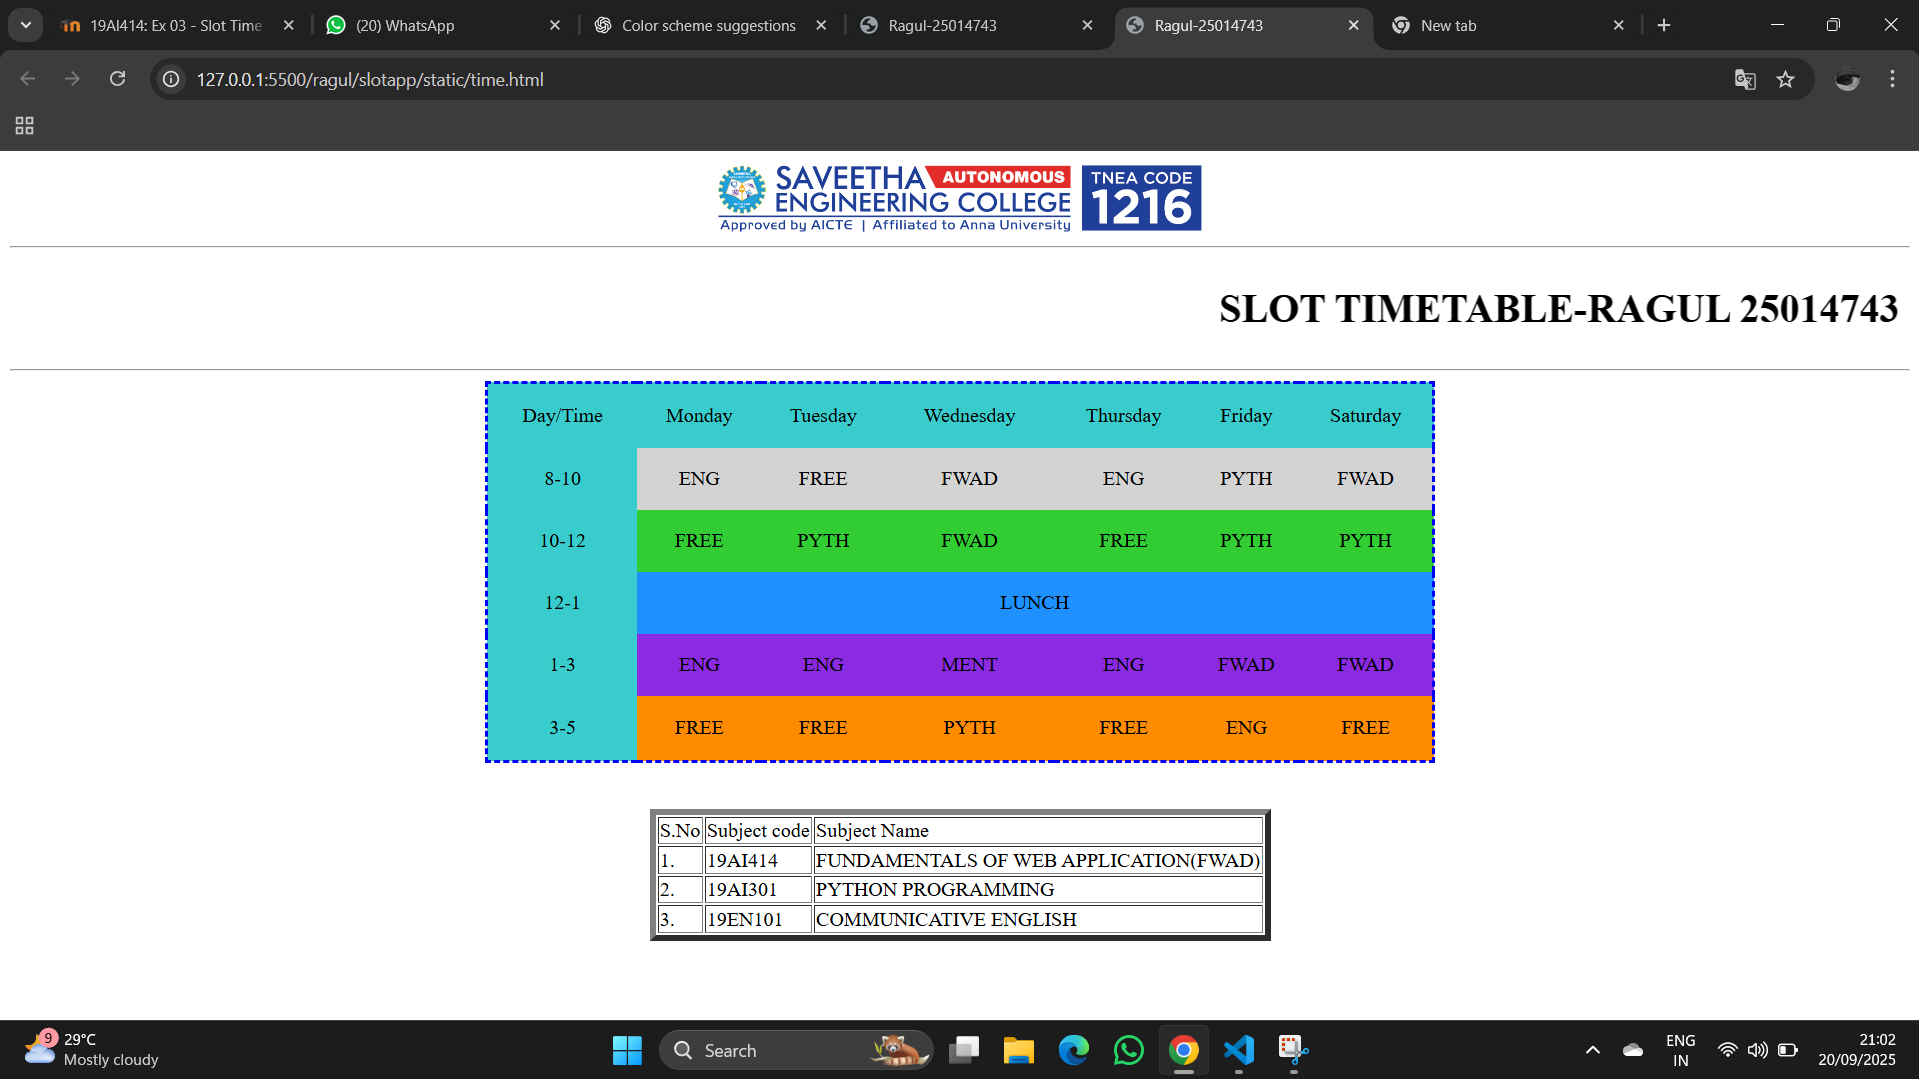 19AI414: Ex 03 - Slot Time
(20) WhatsApp
Color scheme suggestions
Ragul-25014743
Ragul-25014743
New tab
127.0.0.1:5500/ragul/slotapp/static/time.html
SAVEETHA AUTONOMOUS
ENGINEERING COLLEGE
Approved by AICTE | Affiliated to Anna University
TNEA CODE
1216
SLOT TIMETABLE-RAGUL 25014743
Day/Time Monday Tuesday Wednesday Thursday Friday Saturday
8-10 ENG FREE FWAD ENG PYTH FWAD
10-12 FREE PYTH FWAD FREE PYTH PYTH
12-1 LUNCH
1-3 ENG ENG MENT ENG FWAD FWAD
3-5 FREE FREE PYTH FREE ENG FREE
S.No Subject code Subject Name
1. 19AI414 FUNDAMENTALS OF WEB APPLICATION(FWAD)
2. 19AI301 PYTHON PROGRAMMING
3. 19EN101 COMMUNICATIVE ENGLISH
9
29°C
Mostly cloudy
Search
ENG
IN
21:02
20/09/2025